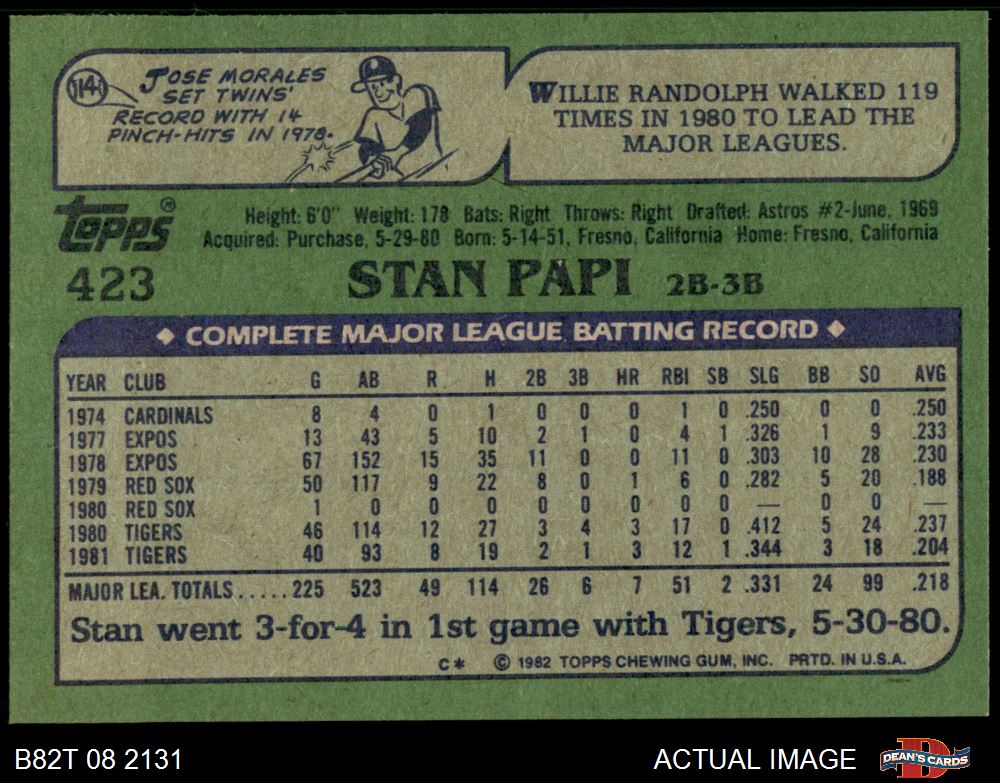 114
JOSE MORALES
SET TWINS'
RECORD WITH 14
PINCH-HITS IN 1978.
WILLIE RANDOLPH WALKED 119
TIMES IN 1980 TO LEAD THE
MAJOR LEAGUES.
topps®
Height: 6'0" Weight: 178 Bats: Right Throws: Right Drafted: Astros #2-June, 1969
Acquired: Purchase, 5-29-80 Born: 5-14-51, Fresno, California Home: Fresno, California
423 STAN PAPI 2B-3B
◆ COMPLETE MAJOR LEAGUE BATTING RECORD ◆
YEAR CLUB G AB R H 2B 3B HR RBI SB SLG BB SO AVG
1974 CARDINALS 8 4 0 1 0 0 0 1 0 .250 0 0 .250
1977 EXPOS 13 43 5 10 2 1 0 4 1 .326 1 9 .233
1978 EXPOS 67 152 15 35 11 0 0 11 0 .303 10 28 .230
1979 RED SOX 50 117 9 22 8 0 1 6 0 .282 5 20 .188
1980 RED SOX 1 0 0 0 0 0 0 0 0 — 0 0 —
1980 TIGERS 46 114 12 27 3 4 3 17 0 .412 5 24 .237
1981 TIGERS 40 93 8 19 2 1 3 12 1 .344 3 18 .204
MAJOR LEA. TOTALS.....225 523 49 114 26 6 7 51 2 .331 24 99 .218
Stan went 3-for-4 in 1st game with Tigers, 5-30-80.
C* © 1982 TOPPS CHEWING GUM, INC. PRTD. IN U.S.A.
B82T 08 2131 ACTUAL IMAGE DEAN'S CARDS